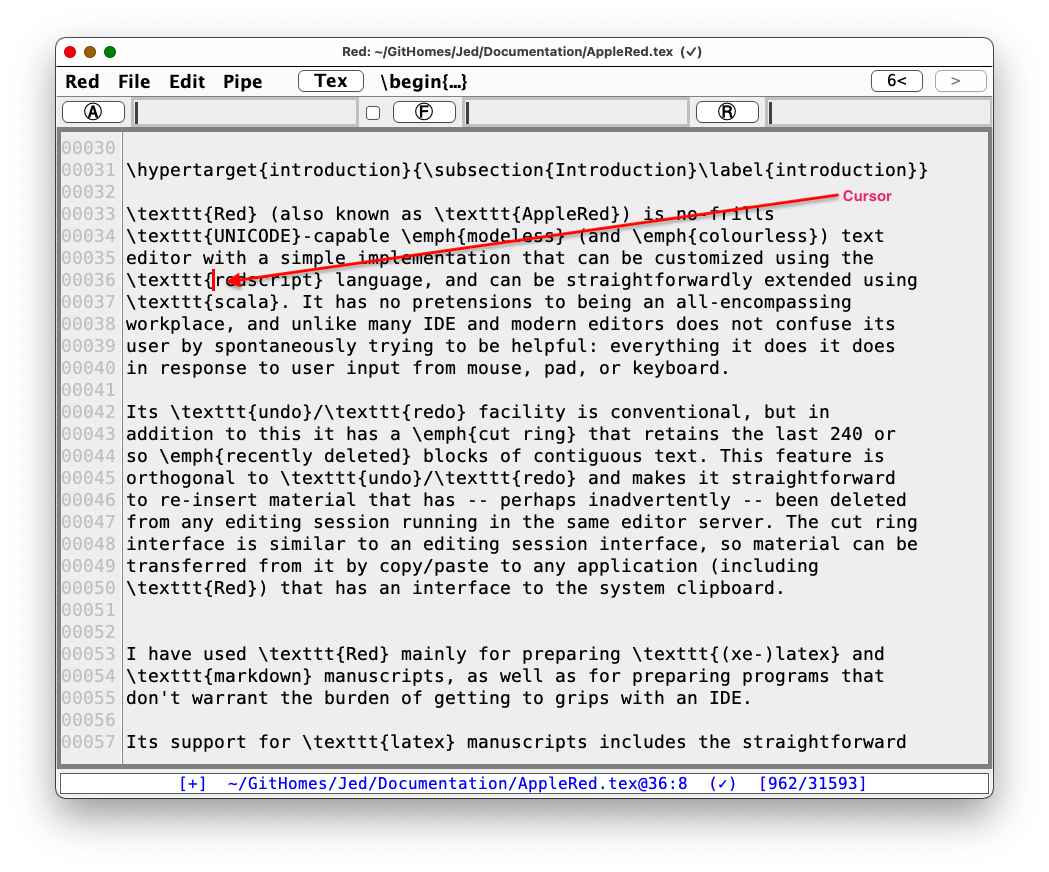 Red: ~/GitHomes/Jed/Documentation/AppleRed.tex (✓)
Red File Edit Pipe Tex \begin{…} 6< >
Ⓐ Ⓕ Ⓡ
00030
00031 \hypertarget{introduction}{\subsection{Introduction}\label{introduction}}
00032
Cursor
00033 \texttt{Red} (also known as \texttt{AppleRed}) is no-frills
00034 \texttt{UNICODE}-capable \emph{modeless} (and \emph{colourless}) text
00035 editor with a simple implementation that can be customized using the
00036 \texttt{redscript} language, and can be straightforwardly extended using
00037 \texttt{scala}. It has no pretensions to being an all-encompassing
00038 workplace, and unlike many IDE and modern editors does not confuse its
00039 user by spontaneously trying to be helpful: everything it does it does
00040 in response to user input from mouse, pad, or keyboard.
00041
00042 Its \texttt{undo}/\texttt{redo} facility is conventional, but in
00043 addition to this it has a \emph{cut ring} that retains the last 240 or
00044 so \emph{recently deleted} blocks of contiguous text. This feature is
00045 orthogonal to \texttt{undo}/\texttt{redo} and makes it straightforward
00046 to re-insert material that has -- perhaps inadvertently -- been deleted
00047 from any editing session running in the same editor server. The cut ring
00048 interface is similar to an editing session interface, so material can be
00049 transferred from it by copy/paste to any application (including
00050 \texttt{Red}) that has an interface to the system clipboard.
00051
00052
00053 I have used \texttt{Red} mainly for preparing \texttt{(xe-)latex} and
00054 \texttt{markdown} manuscripts, as well as for preparing programs that
00055 don't warrant the burden of getting to grips with an IDE.
00056
00057 Its support for \texttt{latex} manuscripts includes the straightforward
[+] ~/GitHomes/Jed/Documentation/AppleRed.tex@36:8 (✓) [962/31593]